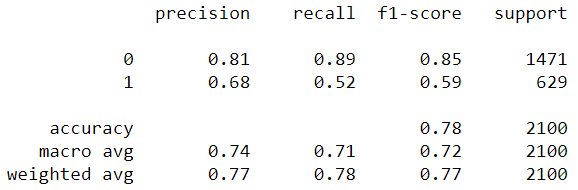 precision recall f1-score support
0 0.81 0.89 0.85 1471
1 0.68 0.52 0.59 629
accuracy 0.78 2100
macro avg 0.74 0.71 0.72 2100
weighted avg 0.77 0.78 0.77 2100